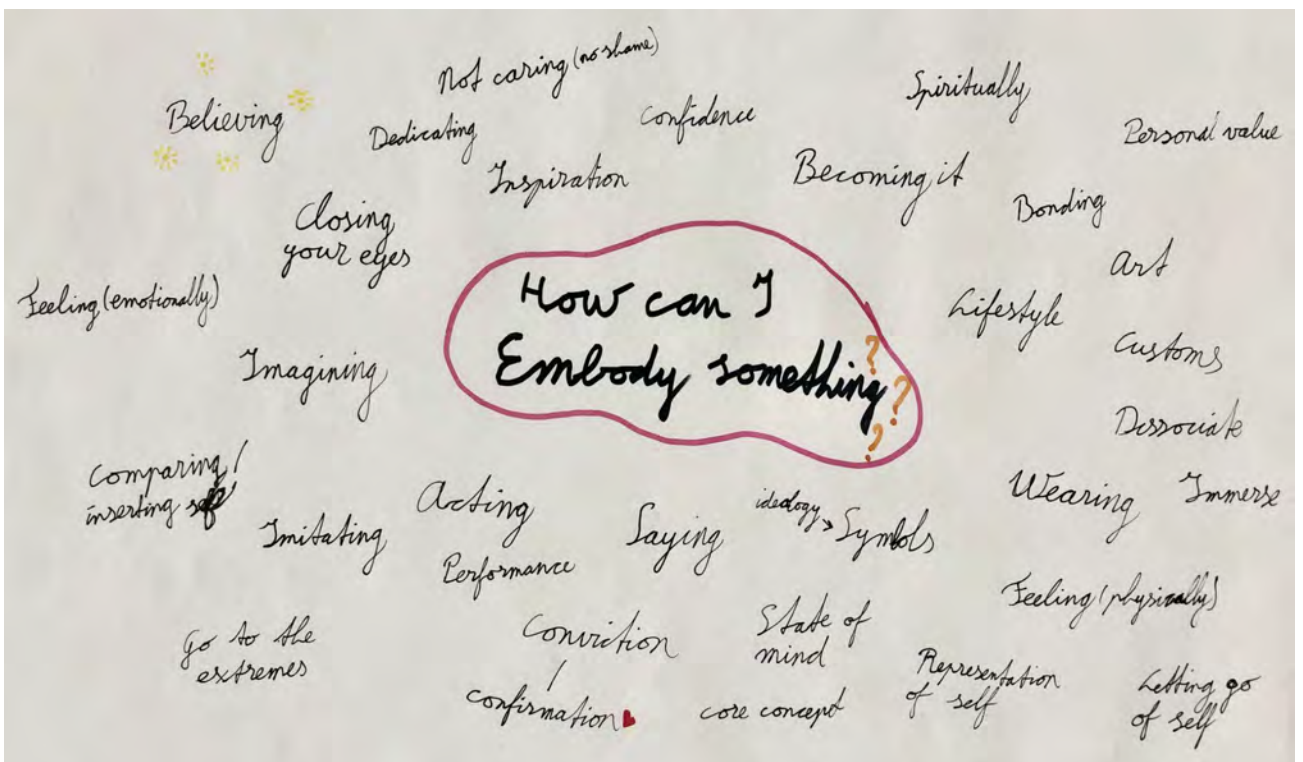 Not caring (no shame)
Spiritually
Believing
Dedicating
Confidence
Personal value
Inspiration
Becoming it
Bonding
Closing
your eyes
Art
Feeling (emotionally)
How can I
Embody something
? ? ?
Lifestyle
Customs
Imagining
Dissociate
Comparing /
inserting self
Acting
Wearing
Immerse
Imitating
Saying
ideology → Symbols
Performance
Feeling (physically)
Go to the
extremes
Conviction
/
confirmation
State of
mind
core concept
Representation
of self
Letting go
of self